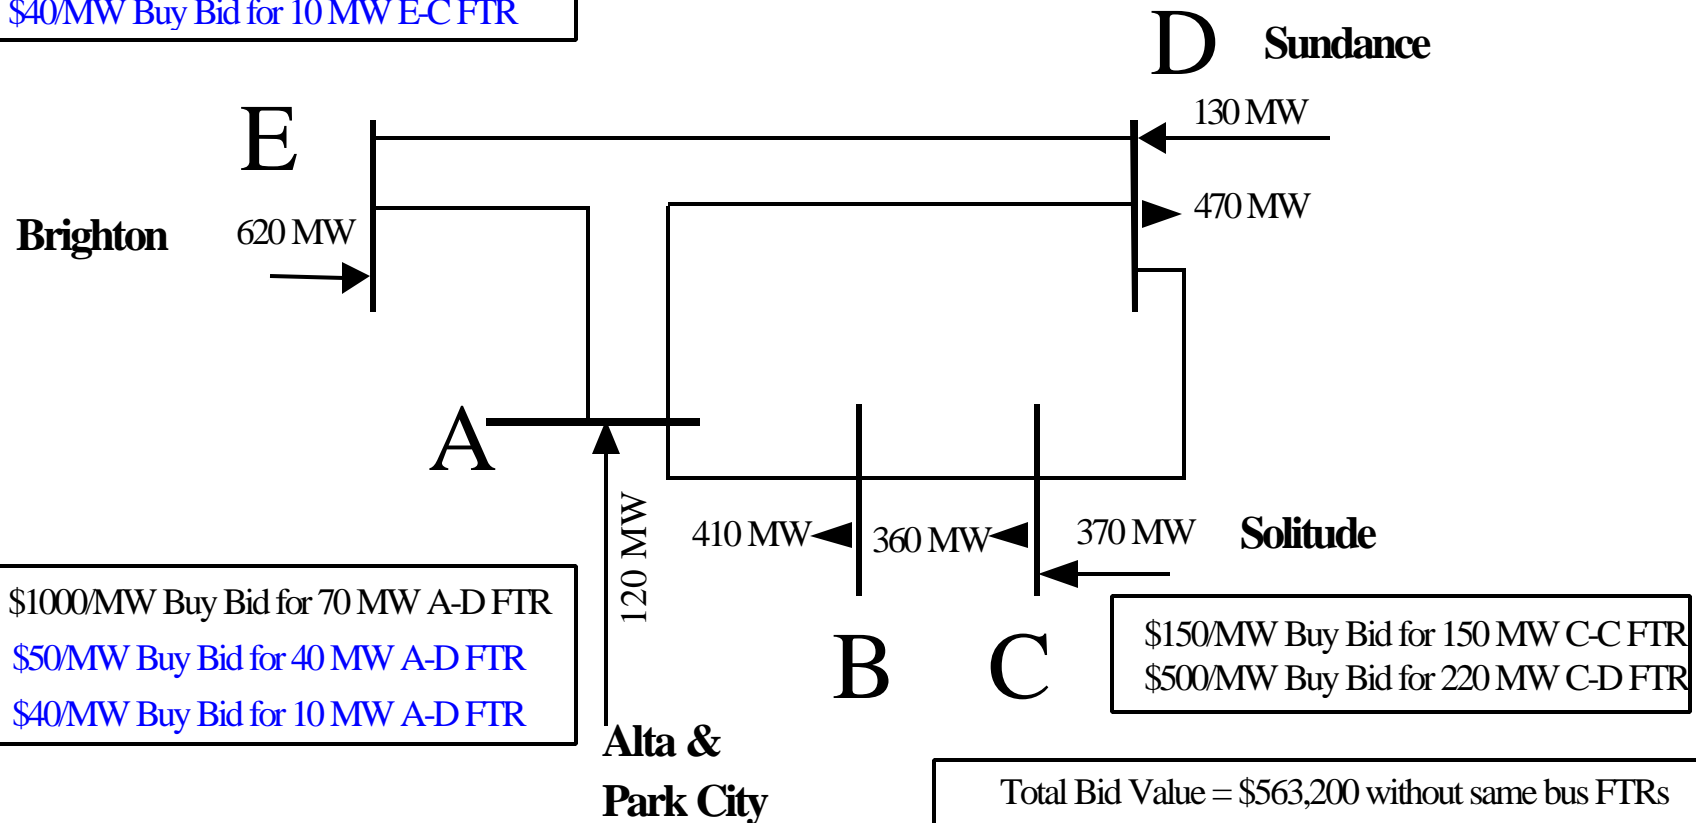 $40/MW Buy Bid for 10 MW E-C FTR
D
Sundance
130 MW
E
470 MW
Brighton
620 MW
A
120 MW
410 MW
360 MW
370 MW
Solitude
$1000/MW Buy Bid for 70 MW A-D FTR
$50/MW Buy Bid for 40 MW A-D FTR
$40/MW Buy Bid for 10 MW A-D FTR
B
C
$150/MW Buy Bid for 150 MW C-C FTR
$500/MW Buy Bid for 220 MW C-D FTR
Alta &
Park City
Total Bid Value = $563,200 without same bus FTRs